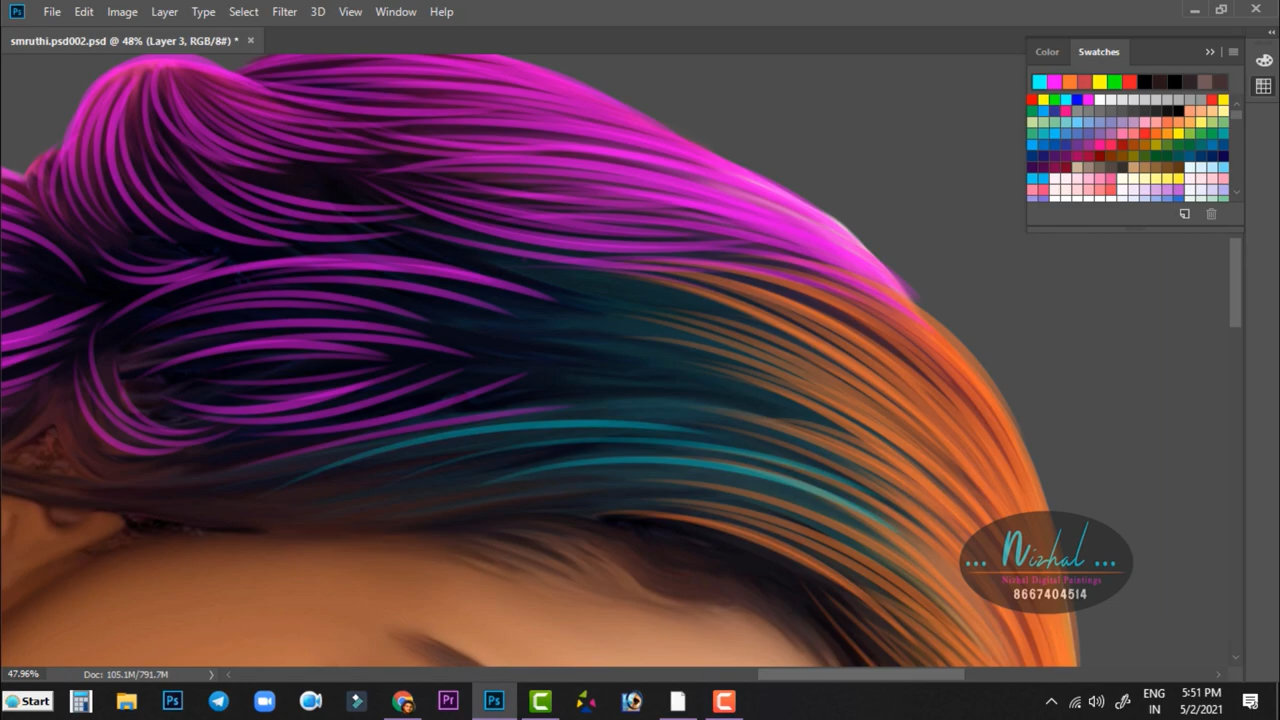 File Edit Image Layer Type Select Filter 3D View Window Help
smruthi.psd002.psd @ 48% (Layer 3, RGB/8#) *
Color Swatches
... Nizhal ...
Nizhal Digital Paintings
8667404514
47.96% Doc: 105.1M/791.7M
Start
ENG 5:51 PM
IN 5/2/2021